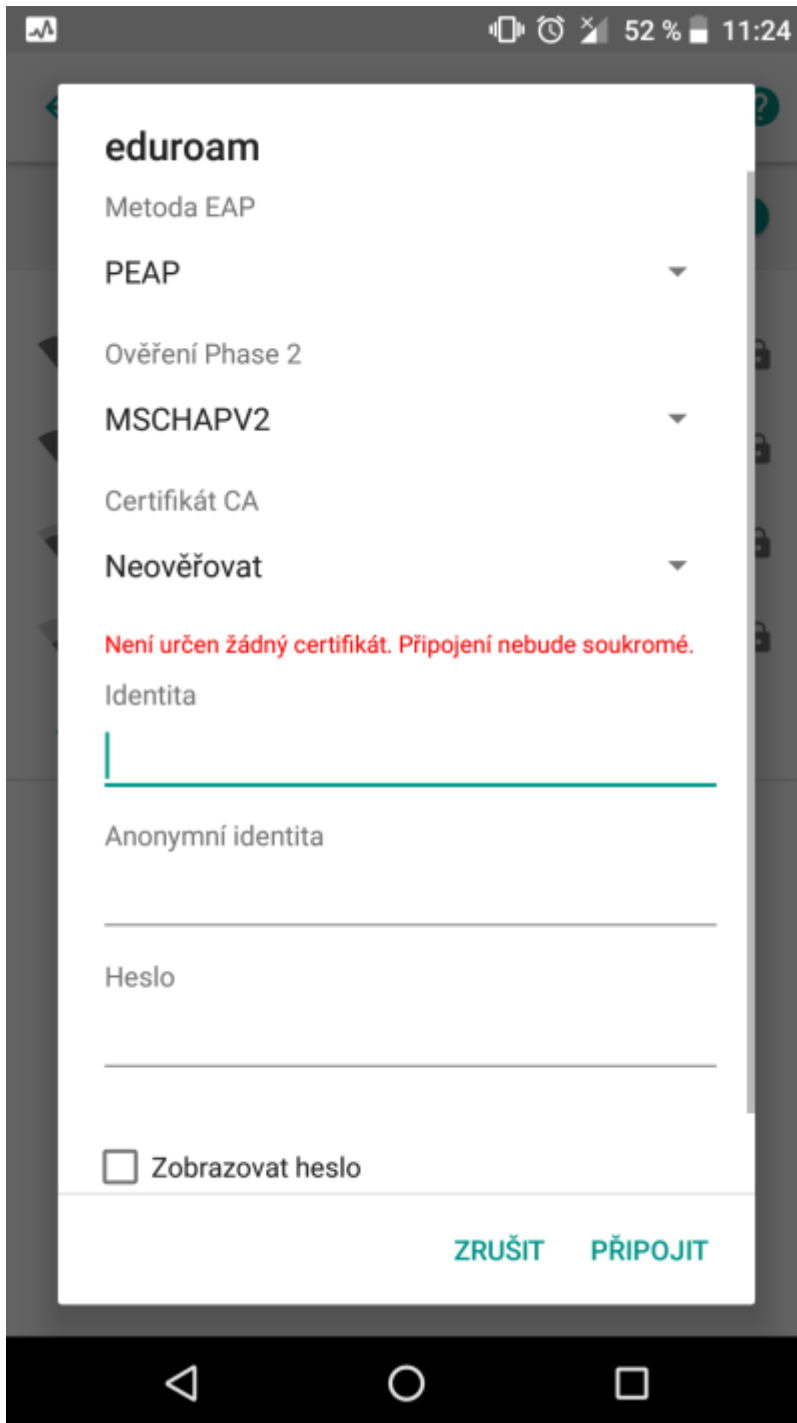 52 % 11:24
eduroam
Metoda EAP
PEAP
Ověření Phase 2
MSCHAPV2
Certifikát CA
Neověřovat
Není určen žádný certifikát. Připojení nebude soukromé.
Identita
Anonymní identita
Heslo
Zobrazovat heslo
ZRUŠIT PŘIPOJIT